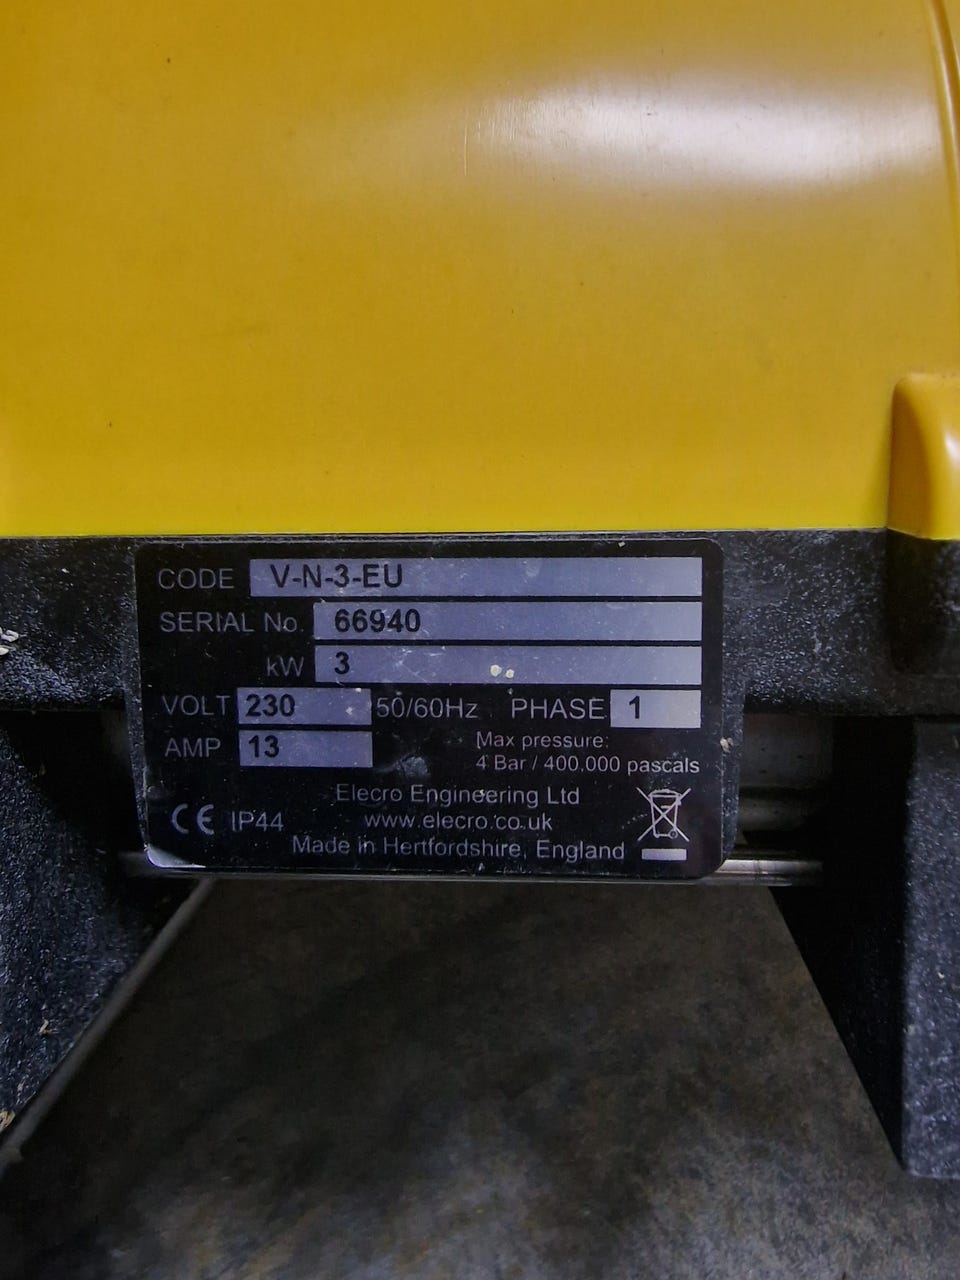 CODE V-N-3-EU
SERIAL No. 66940
kW 3
VOLT 230 50/60Hz PHASE 1
AMP 13
Max pressure:
4 Bar / 400,000 pascals
Elecro Engineering Ltd
CE IP44 www.elecro.co.uk
Made in Hertfordshire, England